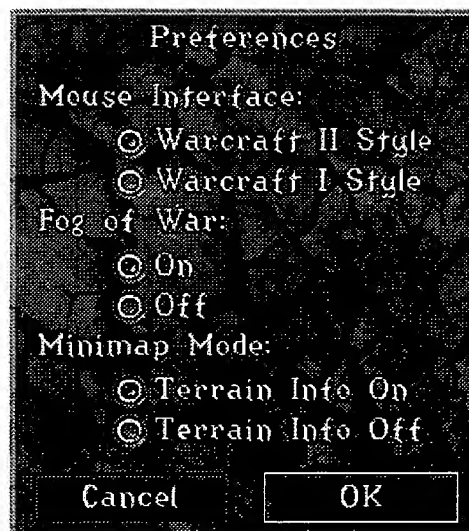 Preferences
Mouse Interface:
Warcraft II Style
Warcraft I Style
Fog of War:
On
Off
Minimap Mode:
Terrain Info On
Terrain Info Off
Cancel
OK